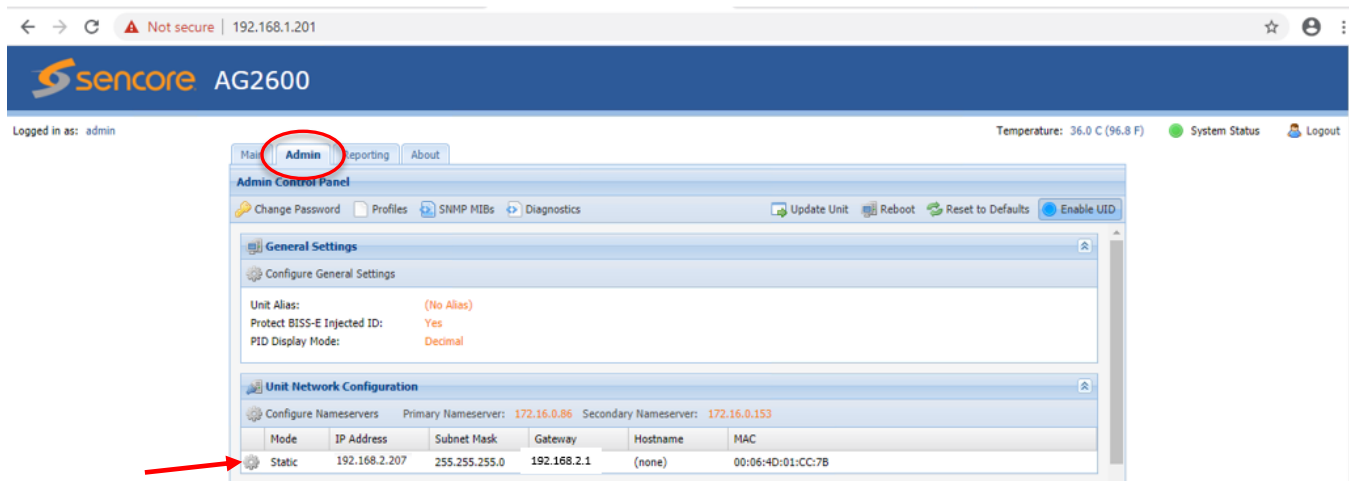 Not secure | 192.168.1.201
sencore AG2600
Logged in as: admin
Temperature: 36.0 C (96.8 F) System Status Logout
Main Admin Reporting About
Admin Control Panel
Change Password Profiles SNMP MIBs Diagnostics Update Unit Reboot Reset to Defaults Enable UID
General Settings
Configure General Settings
Unit Alias: (No Alias)
Protect BISS-E Injected ID: Yes
PID Display Mode: Decimal
Unit Network Configuration
Configure Nameservers Primary Nameserver: 172.16.0.86 Secondary Nameserver: 172.16.0.153
Mode IP Address Subnet Mask Gateway Hostname MAC
Static 192.168.2.207 255.255.255.0 192.168.2.1 (none) 00:06:4D:01:CC:7B